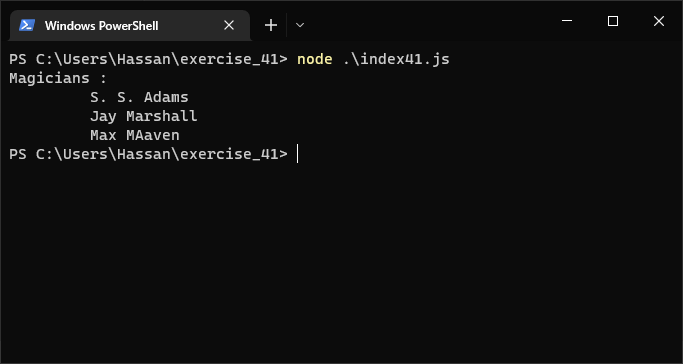 Windows PowerShell
PS C:\Users\Hassan\exercise_41> node .\index41.js
Magicians :
S. S. Adams
Jay Marshall
Max MAaven
PS C:\Users\Hassan\exercise_41>